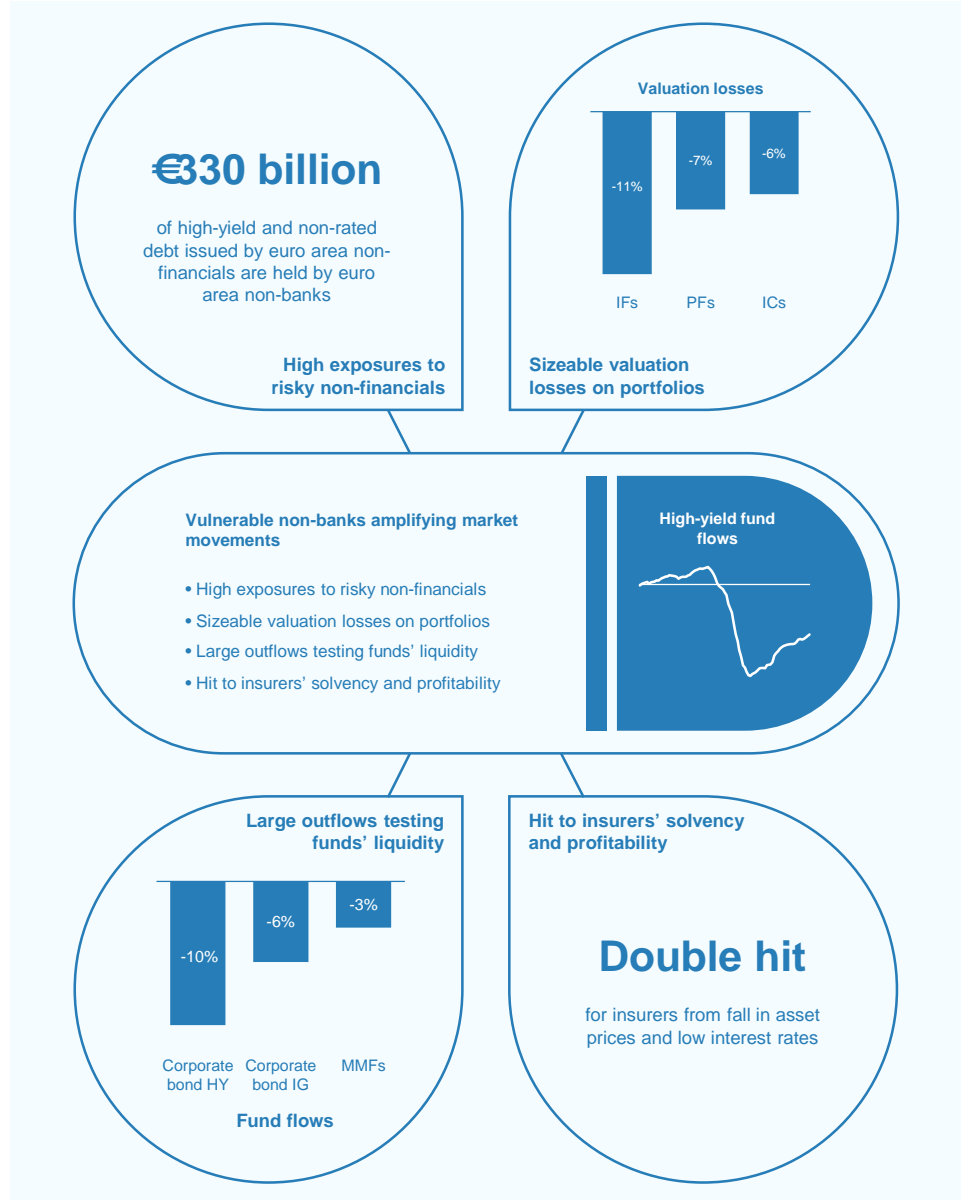 €330 billion
of high-yield and non-rated
debt issued by euro area non-
financials are held by euro
area non-banks
High exposures to
risky non-financials
Valuation losses
-11%
-7%
-6%
IFs
PFs
ICs
Sizeable valuation
losses on portfolios
Vulnerable non-banks amplifying market
movements
• High exposures to risky non-financials
• Sizeable valuation losses on portfolios
• Large outflows testing funds’ liquidity
• Hit to insurers’ solvency and profitability
High-yield fund
flows
Large outflows testing
funds’ liquidity
-10%
-6%
-3%
Corporate
bond HY
Corporate
bond IG
MMFs
Fund flows
Hit to insurers’ solvency
and profitability
Double hit
for insurers from fall in asset
prices and low interest rates